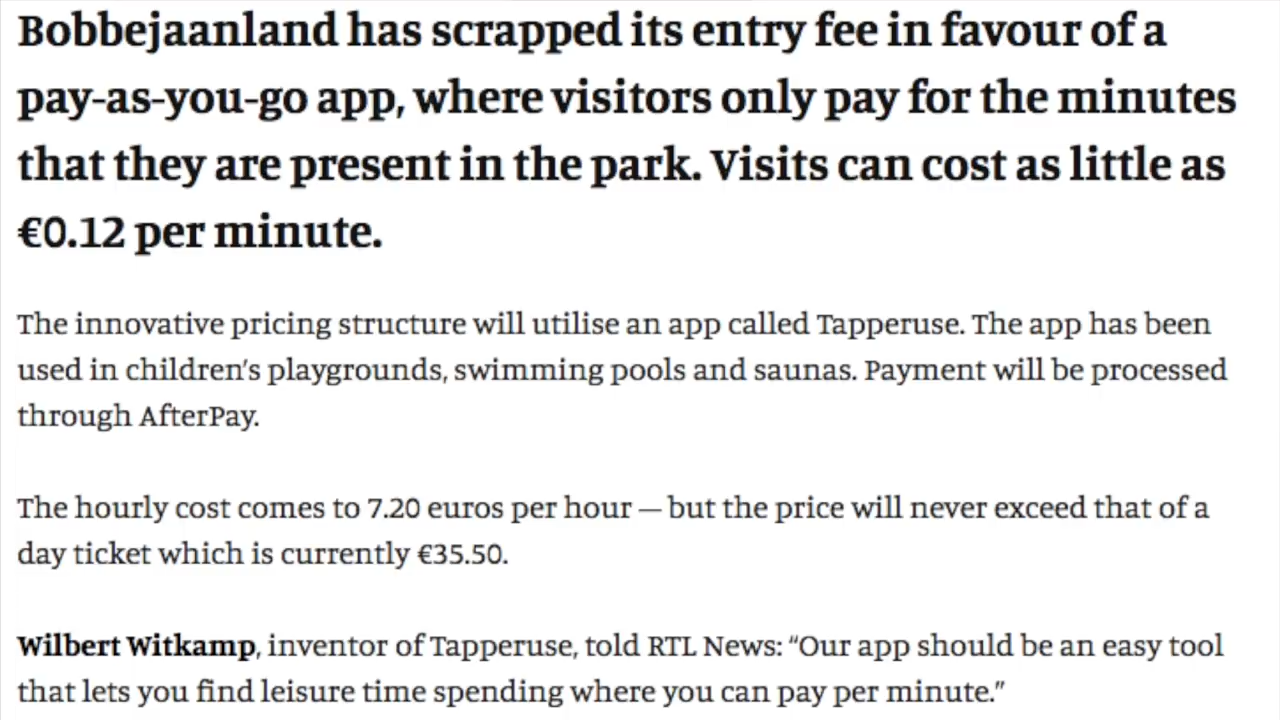 Bobbejaanland has scrapped its entry fee in favour of a
pay-as-you-go app, where visitors only pay for the minutes
that they are present in the park. Visits can cost as little as
€0.12 per minute.
The innovative pricing structure will utilise an app called Tapperuse. The app has been
used in children’s playgrounds, swimming pools and saunas. Payment will be processed
through AfterPay.
The hourly cost comes to 7.20 euros per hour — but the price will never exceed that of a
day ticket which is currently €35.50.
Wilbert Witkamp, inventor of Tapperuse, told RTL News: “Our app should be an easy tool
that lets you find leisure time spending where you can pay per minute.”